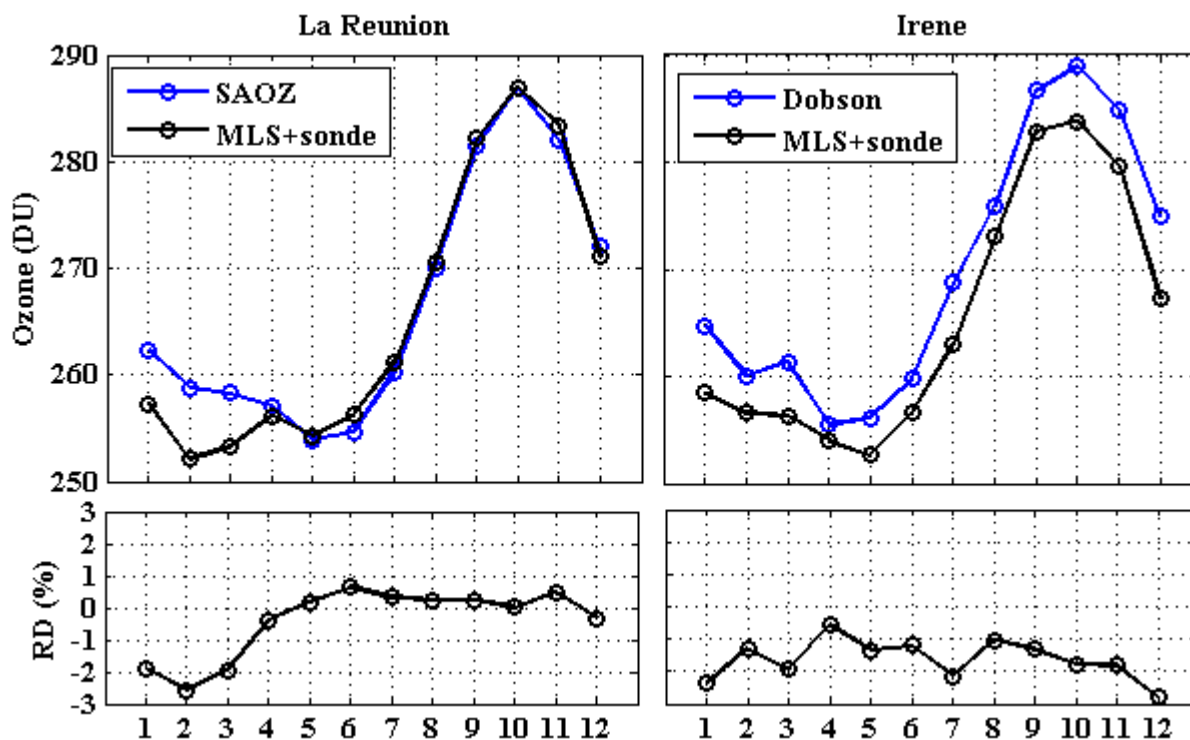 La Reunion
Irene
290
280
270
260
250
Ozone (DU)
SAOZ
MLS+sonde
Dobson
MLS+sonde
3
2
1
0
-1
-2
-3
RD (%)
1 2 3 4 5 6 7 8 9 10 11 12
1 2 3 4 5 6 7 8 9 10 11 12